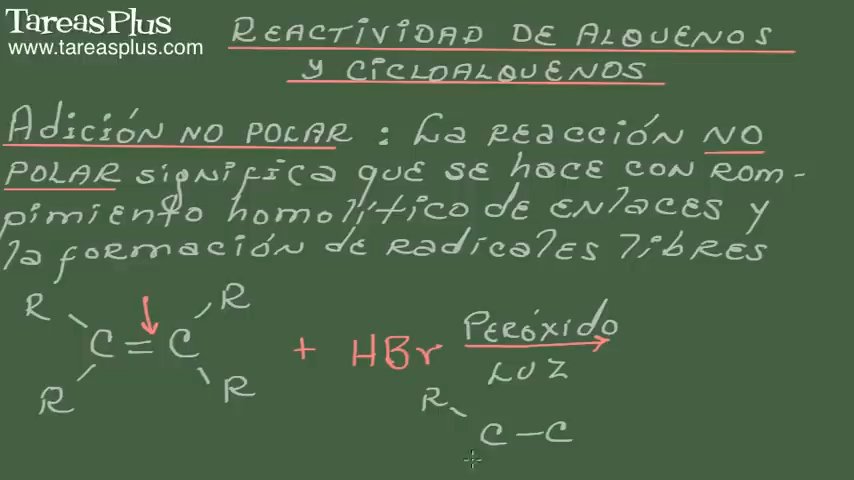 TareasPlus
www.tareasplus.com
REACTIVIDAD DE ALQUENOS
Y CICLOALQUENOS
Adición NO POLAR : La REACCIÓN NO
POLAR significa que se hace con ROM-
pimiento homolítico de enlaces y
la formación de radicales libres
R R
C = C + HBr PERÓXIDO
LUZ
R R
R
C - C